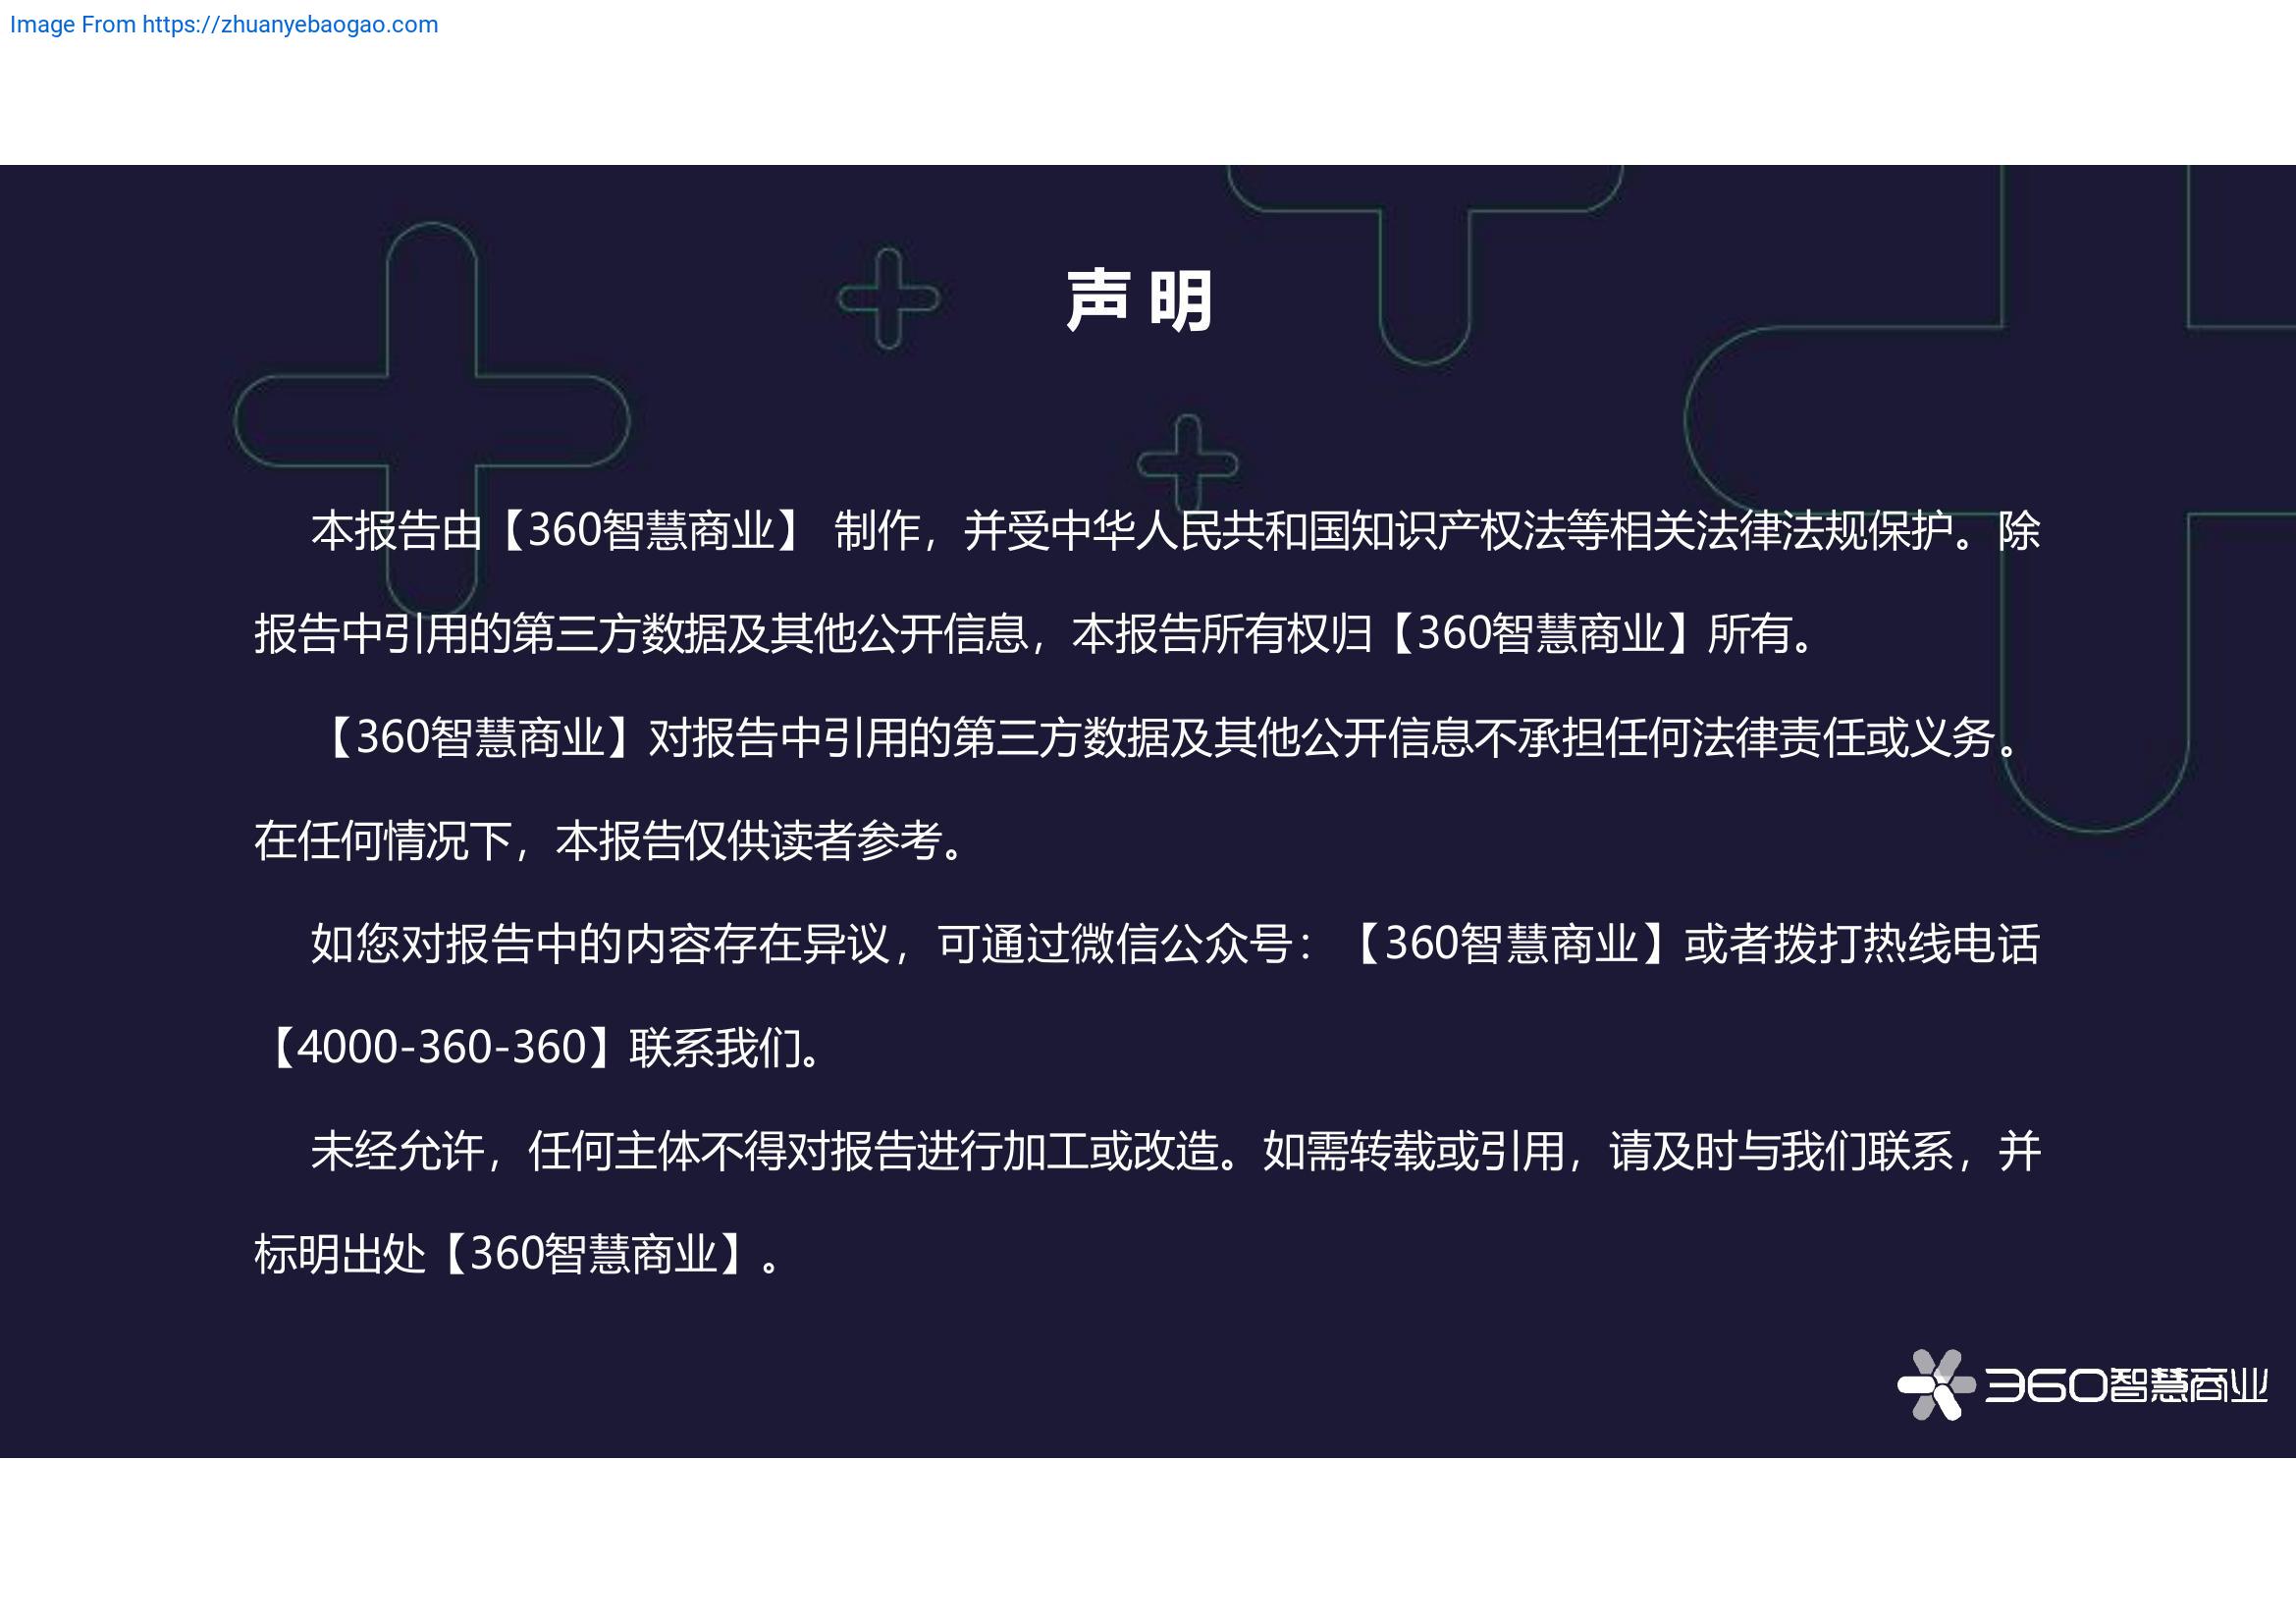 Image From https://zhuanyebaogao.com
声 明
本报告由【360智慧商业】 制作，并受中华人民共和国知识产权法等相关法律法规保护。除
报告中引用的第三方数据及其他公开信息，本报告所有权归【360智慧商业】所有。
【360智慧商业】对报告中引用的第三方数据及其他公开信息不承担任何法律责任或义务。
在任何情况下，本报告仅供读者参考。
如您对报告中的内容存在异议，可通过微信公众号：【360智慧商业】或者拨打热线电话
【4000-360-360】联系我们。
未经允许，任何主体不得对报告进行加工或改造。如需转载或引用，请及时与我们联系，并
标明出处【360智慧商业】。
360智慧商业